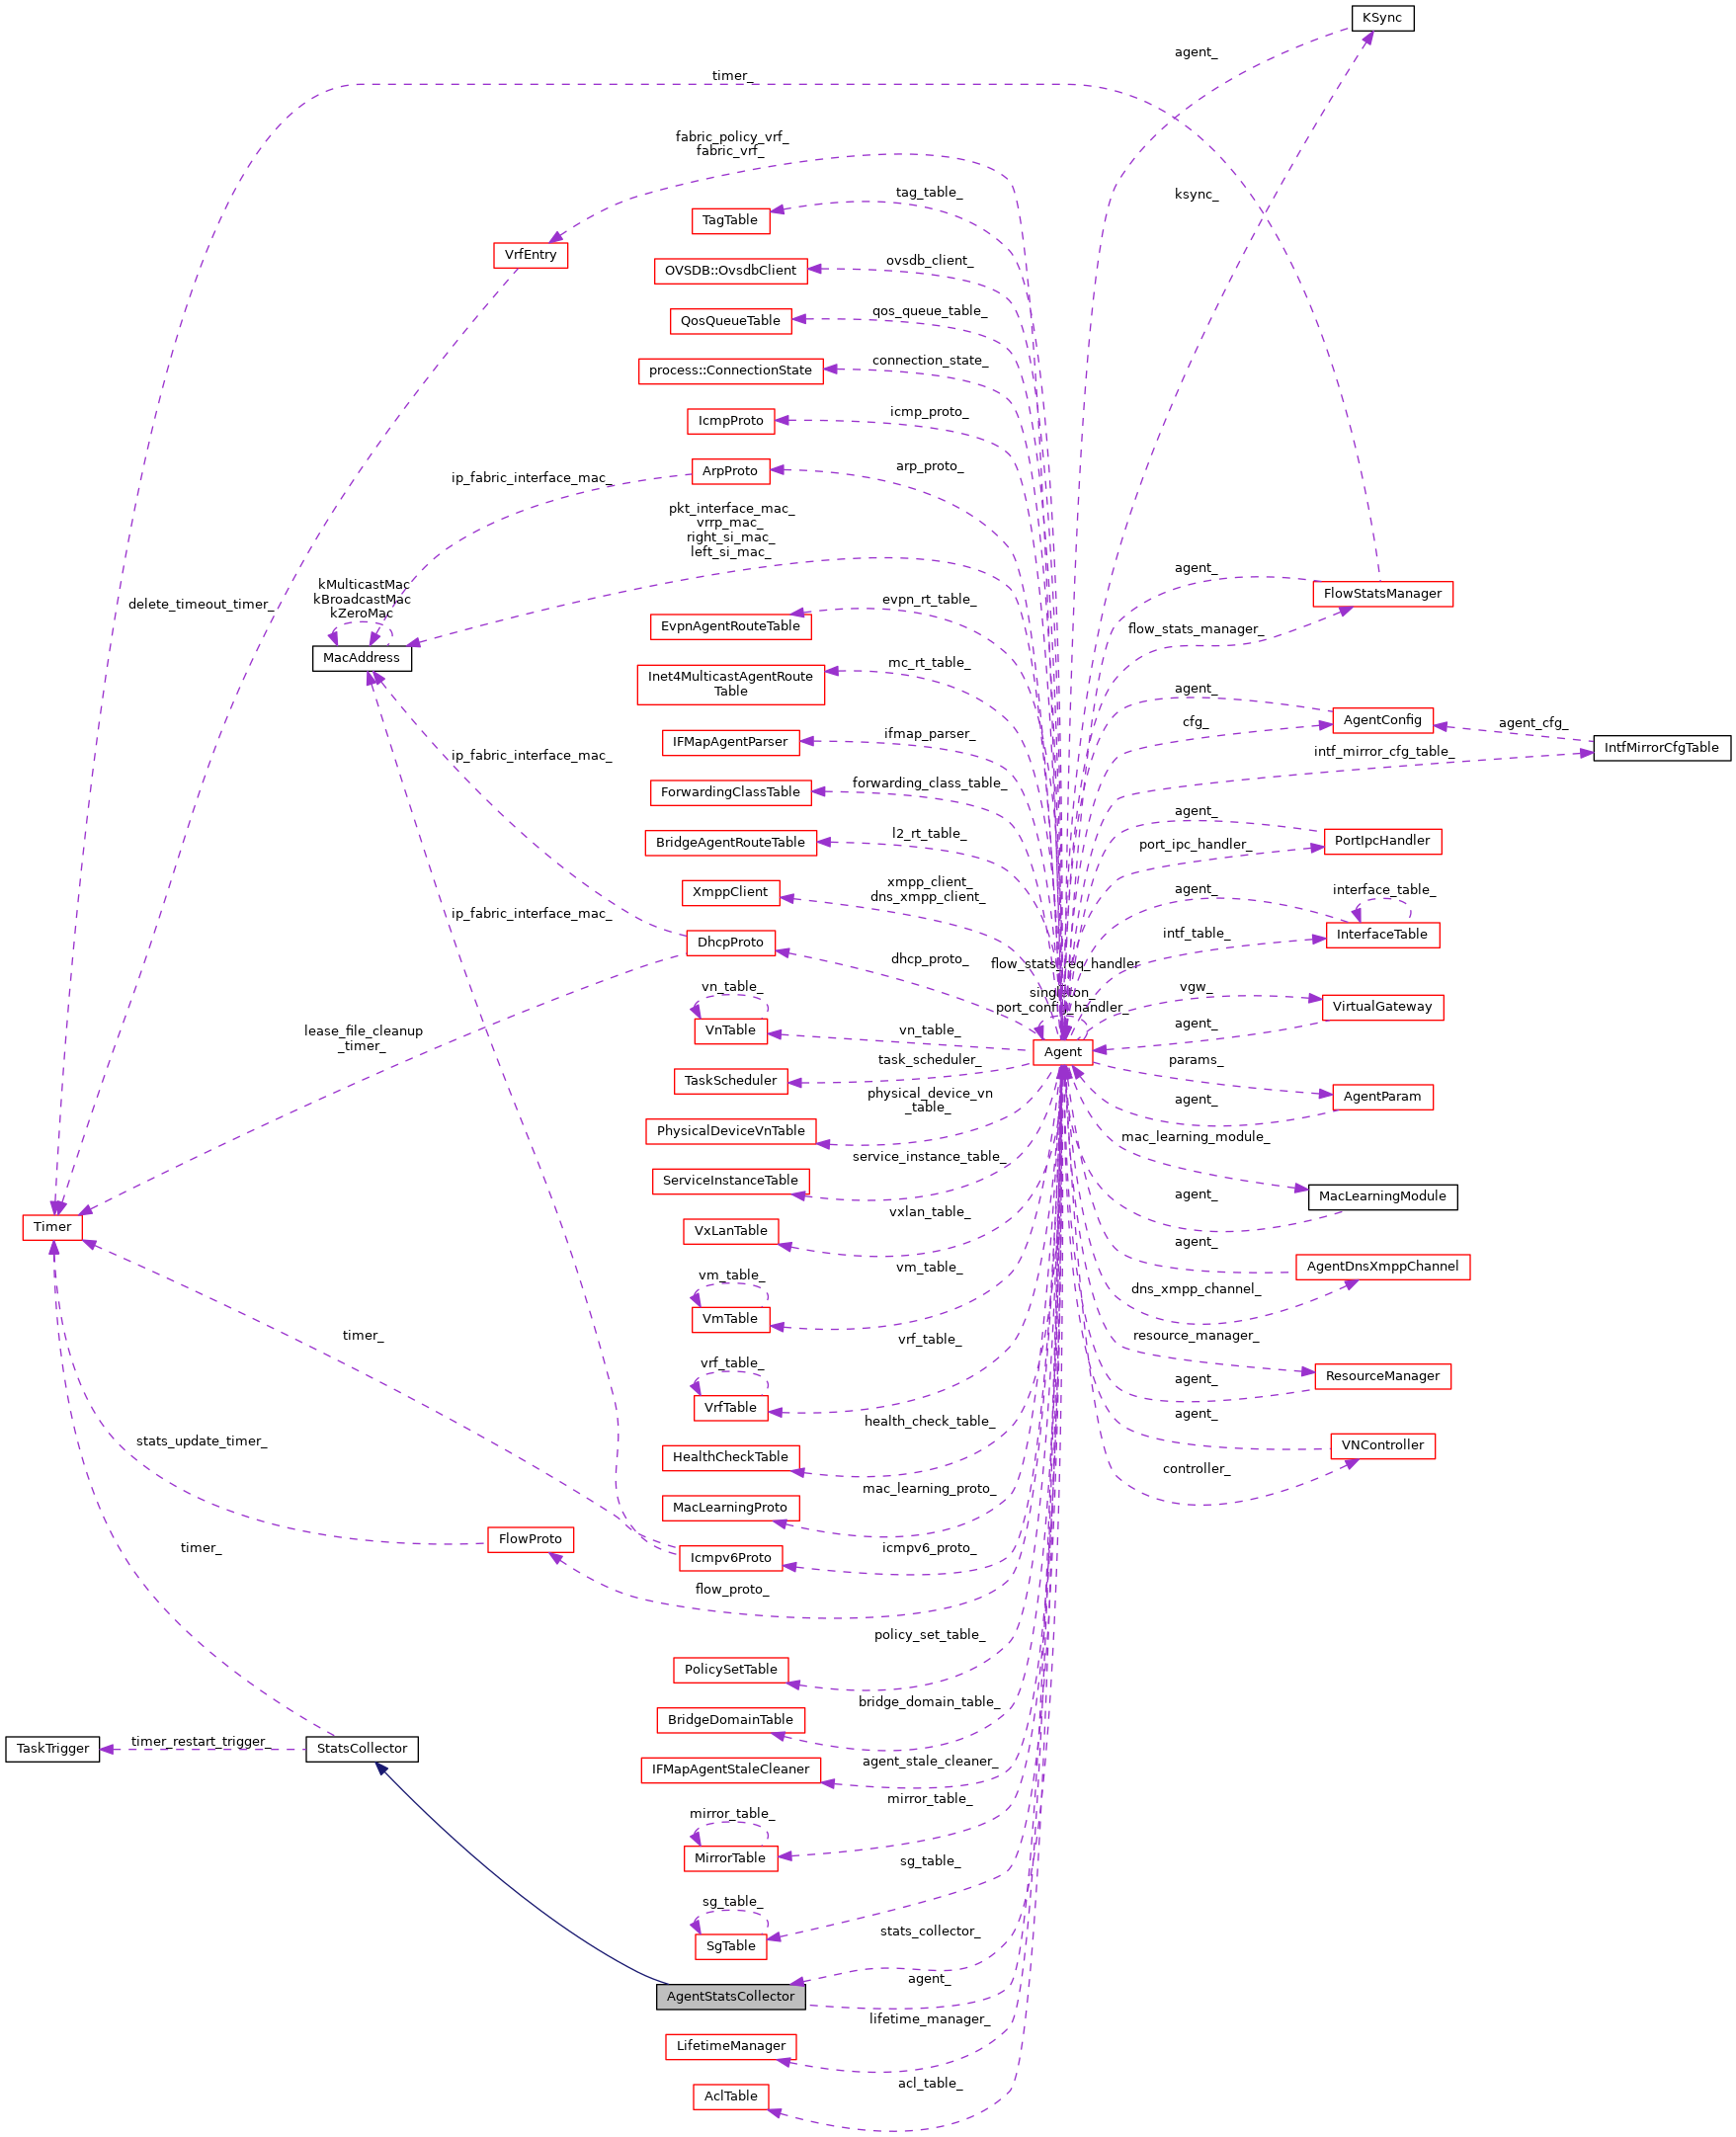 KSync
agent_
timer_
fabric_policy_vrf_
fabric_vrf_
tag_table_
ksync_
TagTable
VrfEntry
ovsdb_client_
OVSDB::OvsdbClient
qos_queue_table_
QosQueueTable
connection_state_
process::ConnectionState
icmp_proto_
IcmpProto
arp_proto_
ArpProto
ip_fabric_interface_mac_
pkt_interface_mac_
vrrp_mac_
right_si_mac_
left_si_mac_
agent_
FlowStatsManager
kMulticastMac
kBroadcastMac
kZeroMac
delete_timeout_timer_
evpn_rt_table_
EvpnAgentRouteTable
flow_stats_manager_
MacAddress
mc_rt_table_
Inet4MulticastAgentRoute
Table
agent_
AgentConfig
cfg_
agent_cfg_
ifmap_parser_
IFMapAgentParser
IntfMirrorCfgTable
intf_mirror_cfg_table_
ip_fabric_interface_mac_
forwarding_class_table_
ForwardingClassTable
agent_
l2_rt_table_
BridgeAgentRouteTable
PortIpcHandler
port_ipc_handler_
xmpp_client_
dns_xmpp_client_
XmppClient
agent_
interface_table_
ip_fabric_interface_mac_
intf_table_
InterfaceTable
DhcpProto
dhcp_proto_
flow_stats_req_handler
singleton_
port_config_handler_
vn_table_
vgw_
VirtualGateway
lease_file_cleanup
_timer_
VnTable
vn_table_
agent_
Agent
task_scheduler_
params_
TaskScheduler
physical_device_vn
_table_
AgentParam
agent_
PhysicalDeviceVnTable
mac_learning_module_
service_instance_table_
ServiceInstanceTable
MacLearningModule
agent_
vxlan_table_
Timer
VxLanTable
agent_
vm_table_
vm_table_
AgentDnsXmppChannel
dns_xmpp_channel_
VmTable
timer_
vrf_table_
resource_manager_
vrf_table_
agent_
ResourceManager
VrfTable
health_check_table_
agent_
stats_update_timer_
HealthCheckTable
VNController
controller_
mac_learning_proto_
MacLearningProto
FlowProto
timer_
icmpv6_proto_
Icmpv6Proto
flow_proto_
policy_set_table_
PolicySetTable
bridge_domain_table_
BridgeDomainTable
TaskTrigger
timer_restart_trigger_
StatsCollector
agent_stale_cleaner_
IFMapAgentStaleCleaner
mirror_table_
mirror_table_
MirrorTable
sg_table_
sg_table_
SgTable
stats_collector_
agent_
AgentStatsCollector
lifetime_manager_
LifetimeManager
acl_table_
AclTable